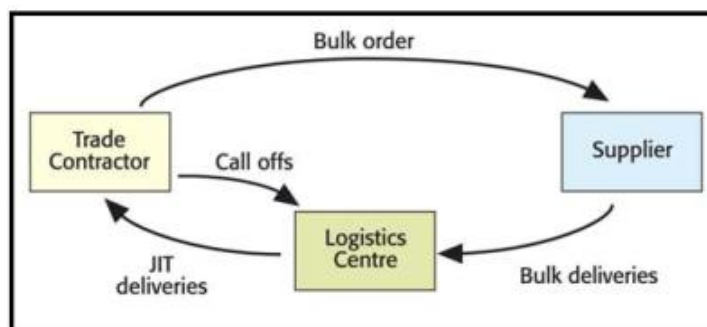 Bulk order
Trade
Contractor
Supplier
Call offs
Logistics
Centre
JIT
deliveries
Bulk deliveries